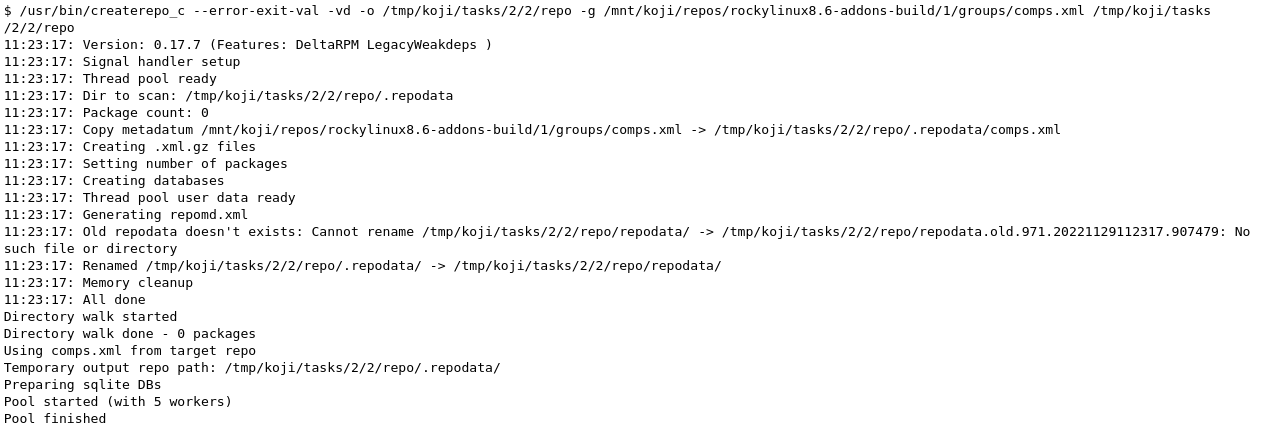 $ /usr/bin/createrepo_c --error-exit-val -vd -o /tmp/koji/tasks/2/2/repo -g /mnt/koji/repos/rockylinux8.6-addons-build/1/groups/comps.xml /tmp/koji/tasks
/2/2/repo
11:23:17: Version: 0.17.7 (Features: DeltaRPM LegacyWeakdeps )
11:23:17: Signal handler setup
11:23:17: Thread pool ready
11:23:17: Dir to scan: /tmp/koji/tasks/2/2/repo/.repodata
11:23:17: Package count: 0
11:23:17: Copy metadatum /mnt/koji/repos/rockylinux8.6-addons-build/1/groups/comps.xml -> /tmp/koji/tasks/2/2/repo/.repodata/comps.xml
11:23:17: Creating .xml.gz files
11:23:17: Setting number of packages
11:23:17: Creating databases
11:23:17: Thread pool user data ready
11:23:17: Generating repomd.xml
11:23:17: Old repodata doesn't exists: Cannot rename /tmp/koji/tasks/2/2/repo/repodata/ -> /tmp/koji/tasks/2/2/repo/repodata.old.971.20221129112317.907479: No
such file or directory
11:23:17: Renamed /tmp/koji/tasks/2/2/repo/.repodata/ -> /tmp/koji/tasks/2/2/repo/repodata/
11:23:17: Memory cleanup
11:23:17: All done
Directory walk started
Directory walk done - 0 packages
Using comps.xml from target repo
Temporary output repo path: /tmp/koji/tasks/2/2/repo/.repodata/
Preparing sqlite DBs
Pool started (with 5 workers)
Pool finished